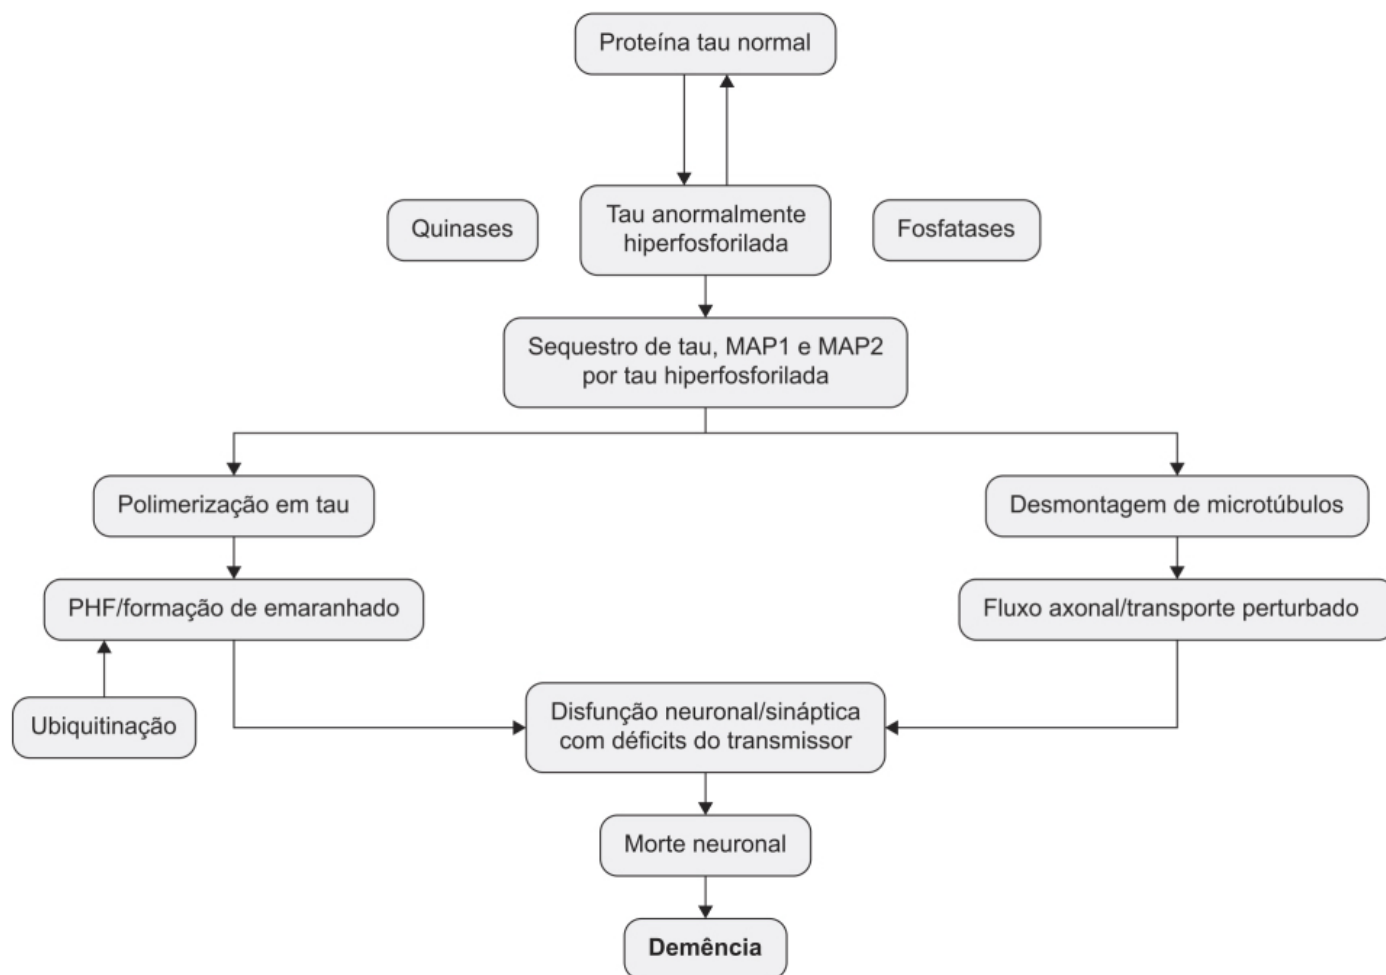 Proteína tau normal
Quinases
Tau anormalmente
hiperfosforilada
Fosfatases
Sequestro de tau, MAP1 e MAP2
por tau hiperfosforilada
Polimerização em tau
Desmontagem de microtúbulos
PHF/formação de emaranhado
Fluxo axonal/transporte perturbado
Ubiquitinação
Disfunção neuronal/sináptica
com déficits do transmissor
Morte neuronal
Demência